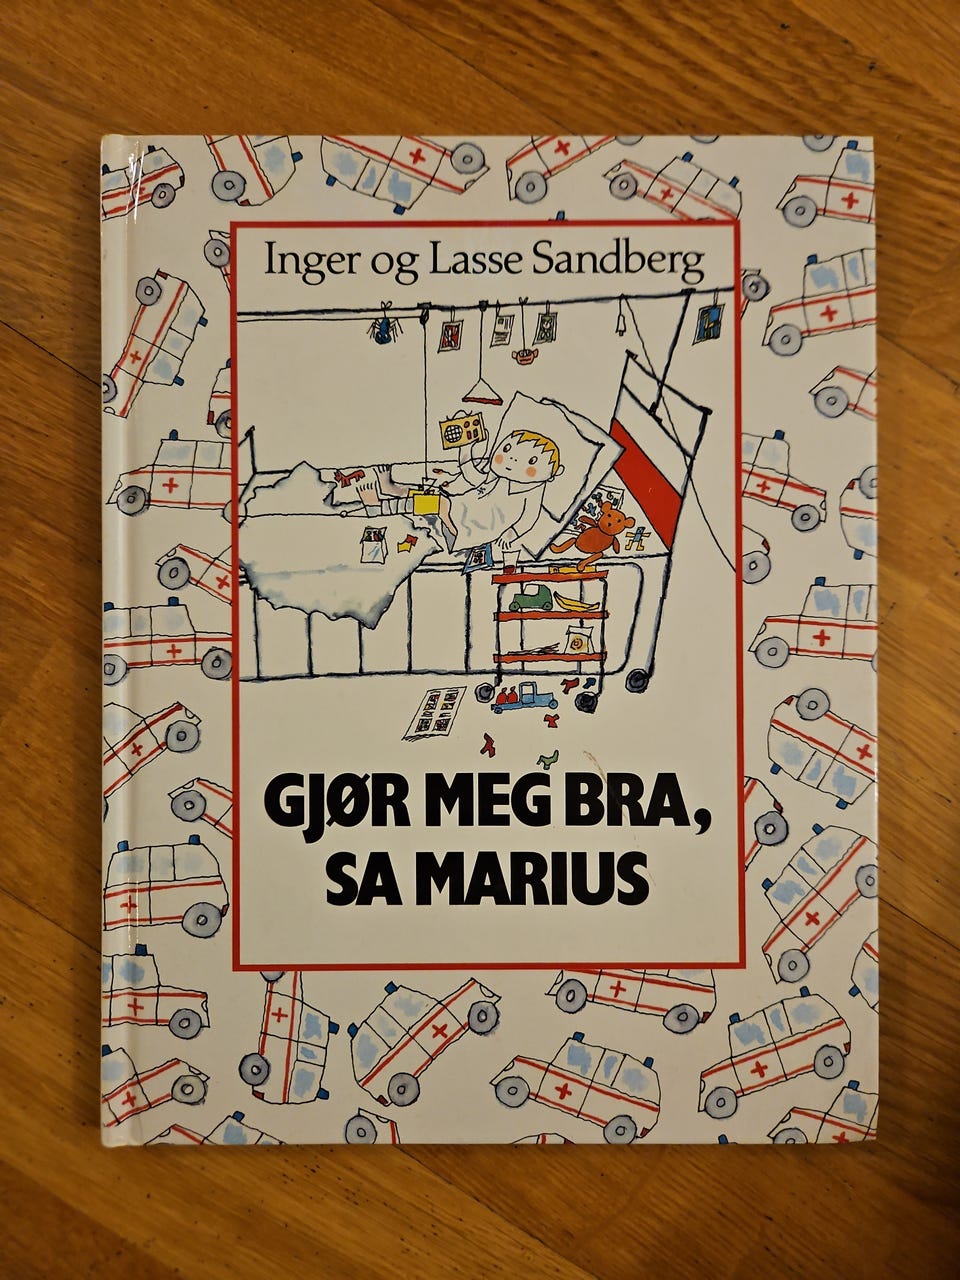 Inger og Lasse Sandberg
GJØR MEG BRA,
SA MARIUS